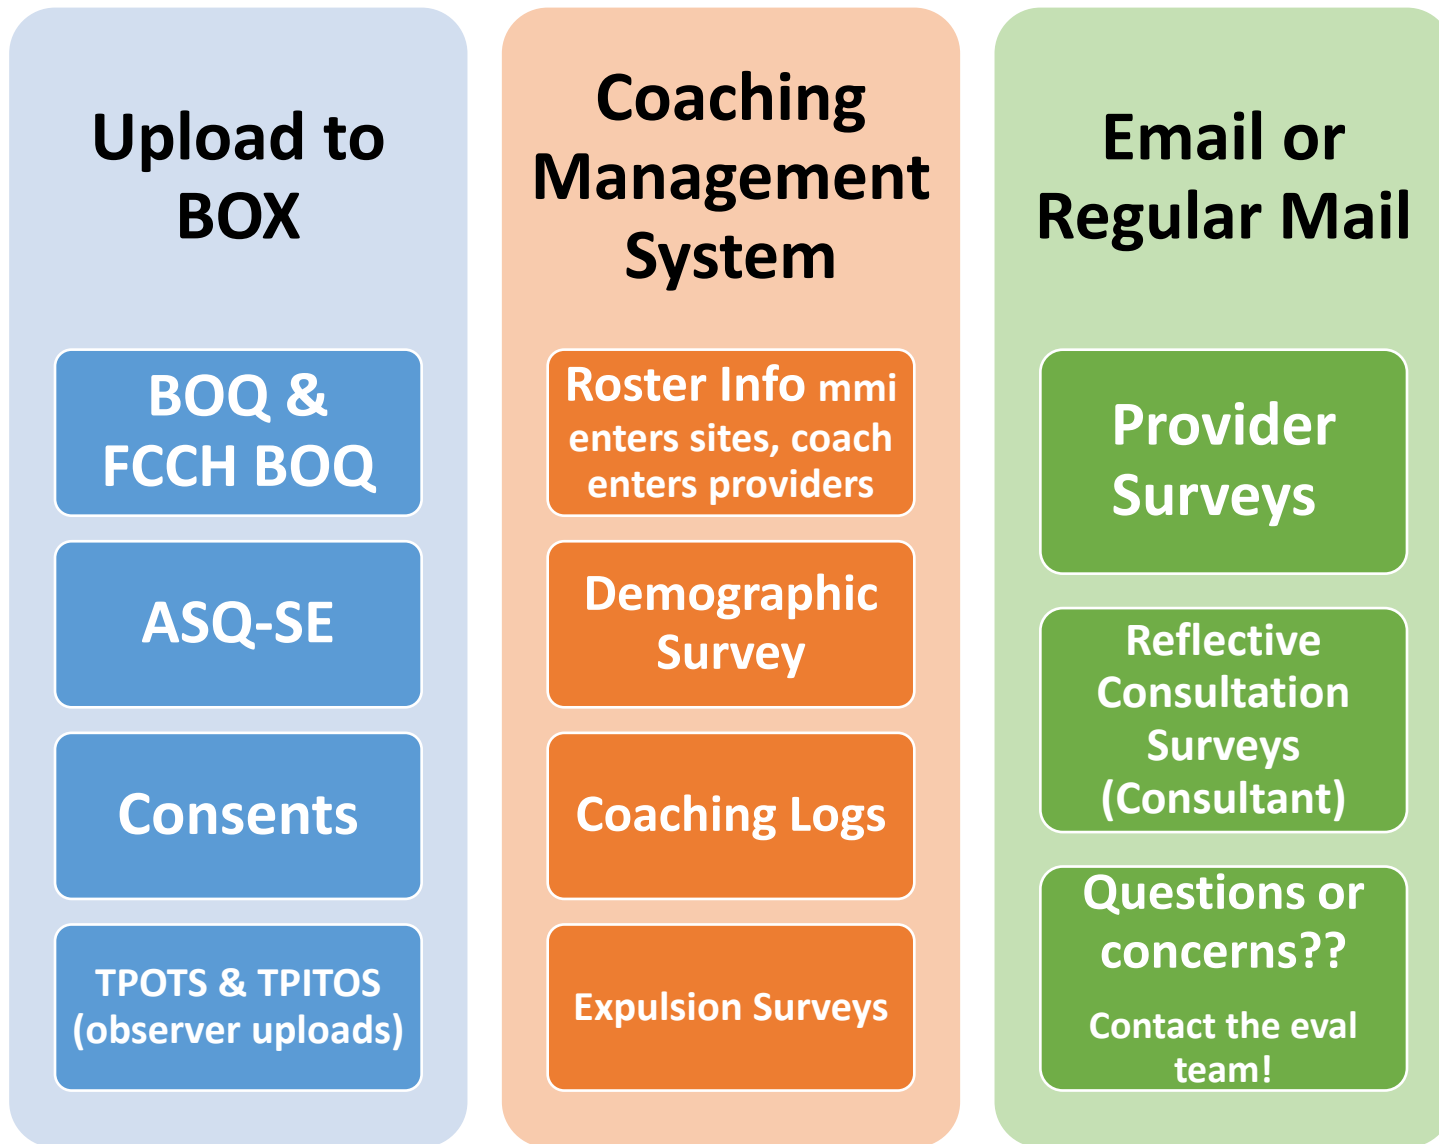 Upload to
BOX
BOQ &
FCCH BOQ
ASQ-SE
Consents
TPOTS & TPITOS
(observer uploads)
Coaching
Management
System
Roster Info mmi
enters sites, coach
enters providers
Demographic
Survey
Coaching Logs
Expulsion Surveys
Email or
Regular Mail
Provider
Surveys
Reflective
Consultation
Surveys
(Consultant)
Questions or
concerns??
Contact the eval
team!